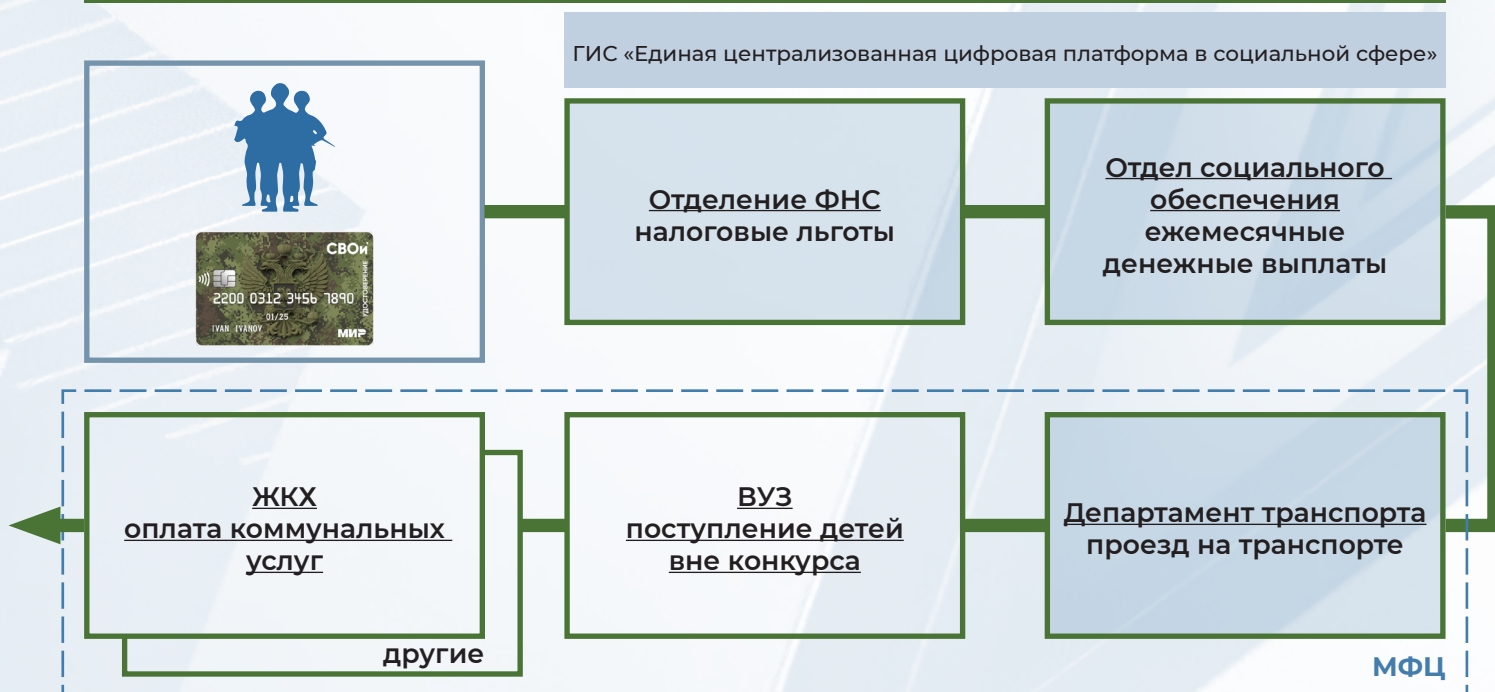 ГИС «Единая централизованная цифровая платформа в социальной сфере»
СВОи
УДОСТОВЕРЕНИЕ
2200 0312 3456 7890
01/25
IVAN IVANOV
МИР
Отделение ФНС
налоговые льготы
Отдел социального
обеспечения
ежемесячные
денежные выплаты
ЖКХ
оплата коммунальных
услуг
другие
ВУЗ
поступление детей
вне конкурса
Департамент транспорта
проезд на транспорте
МФЦ